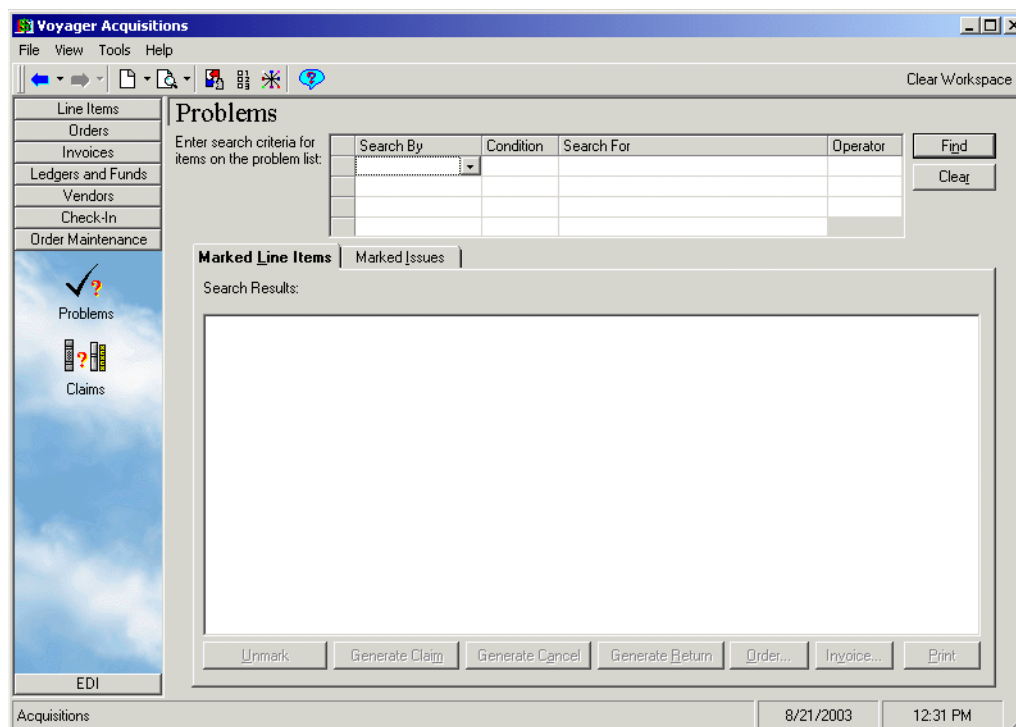 Voyager Acquisitions
File View Tools Help
Clear Workspace
Line Items
Orders
Invoices
Ledgers and Funds
Vendors
Check-In
Order Maintenance
Problems
Claims
EDI
Problems
Enter search criteria for
items on the problem list:
Search By Condition Search For Operator
Find
Clear
Marked Line Items Marked Issues
Search Results:
Unmark Generate Claim Generate Cancel Generate Return Order... Invoice... Print
Acquisitions 8/21/2003 12:31 PM